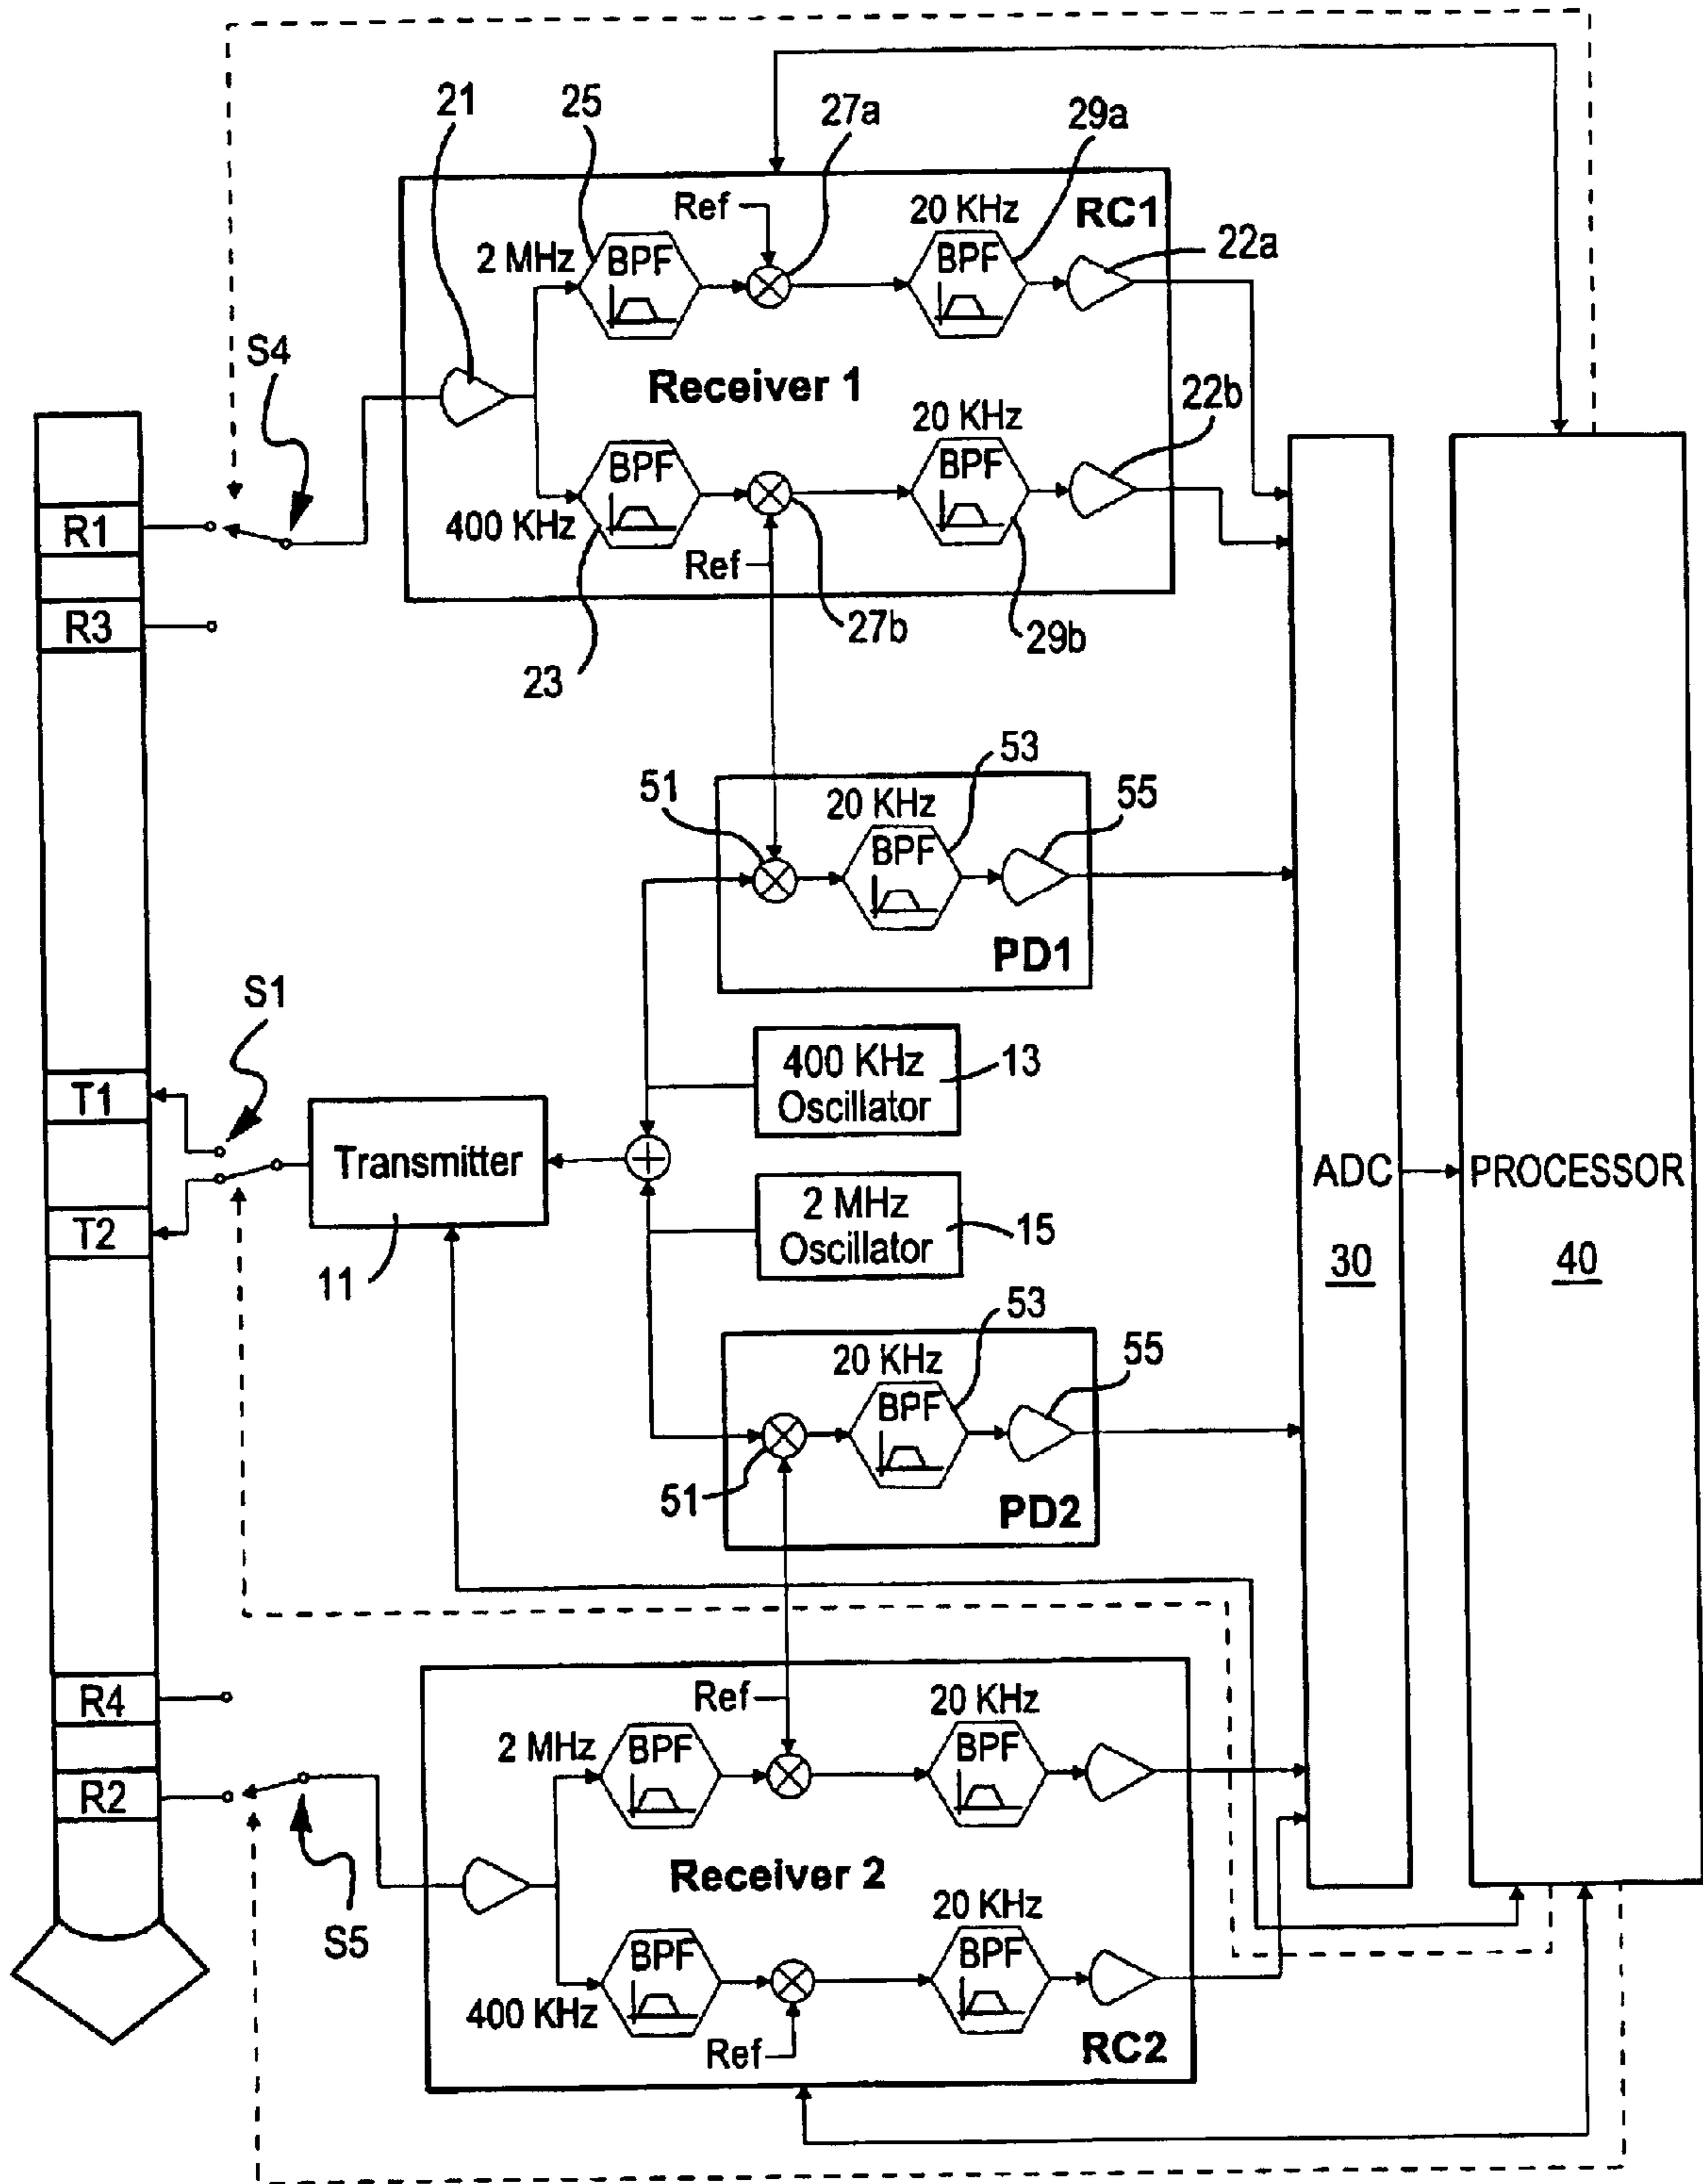 21
25
27a
29a
Ref
20 KHz
RC1
22a
2 MHz
BPF
BPF
S4
Receiver 1
22b
20 KHz
BPF
BPF
R1
400 KHz
Ref
R3
27b
29b
23
53
51
20 KHz
55
BPF
PD1
S1
400 KHz
Oscillator
13
T1
Transmitter
ADC
PROCESSOR
2 MHz
Oscillator
15
T2
30
40
11
53
20 KHz
55
BPF
51
PD2
R4
Ref
20 KHz
2 MHz
BPF
BPF
R2
Receiver 2
20 KHz
S5
BPF
BPF
400 KHz
Ref
RC2